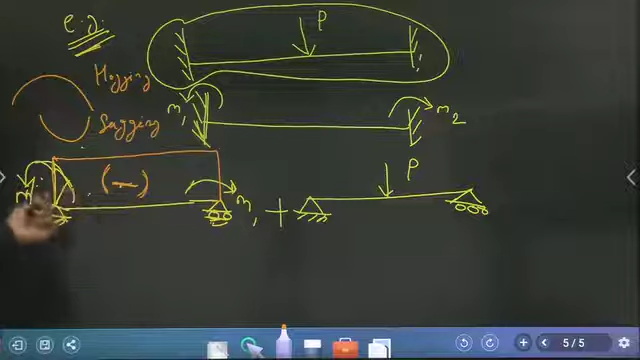 e.g.
P
Hogging
m₁
m2
Sagging
P
(-)
m₁
m₁
+
5/5